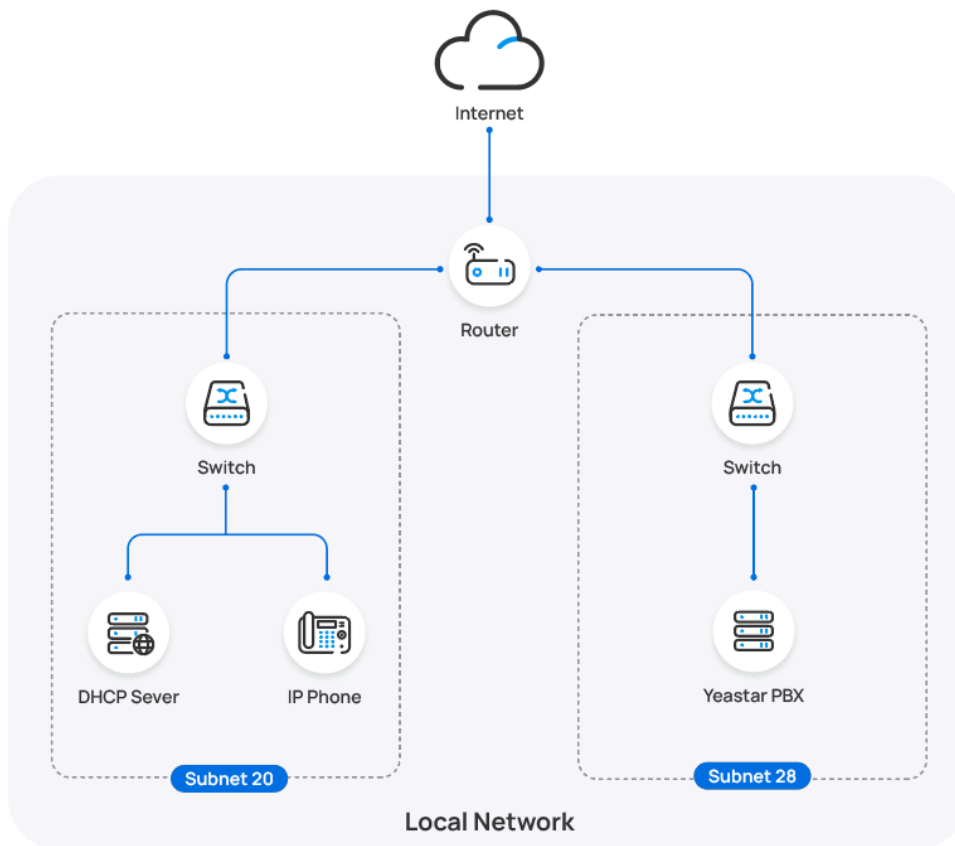 Internet
Router
Switch
Switch
DHCP Sever
IP Phone
Yeastar PBX
Subnet 20
Subnet 28
Local Network